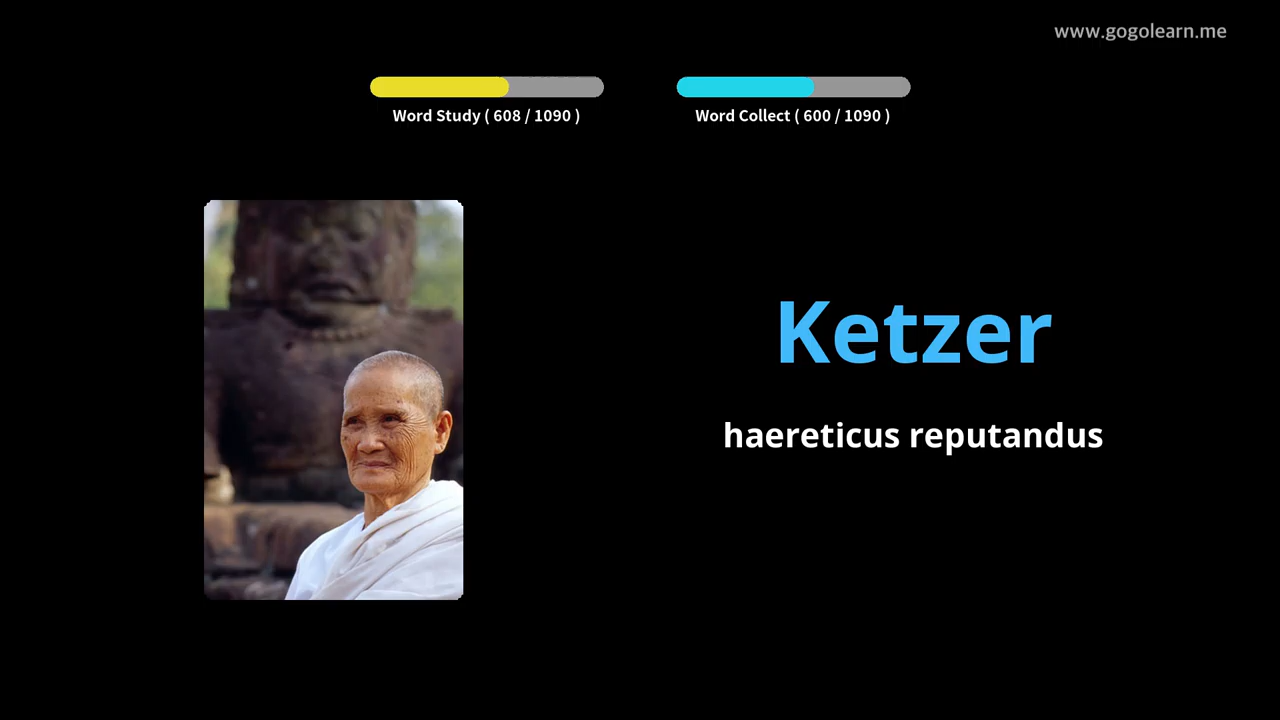 www.gogolearn.me
Word Study ( 608 / 1090 )
Word Collect ( 600 / 1090 )
Ketzer
haereticus reputandus